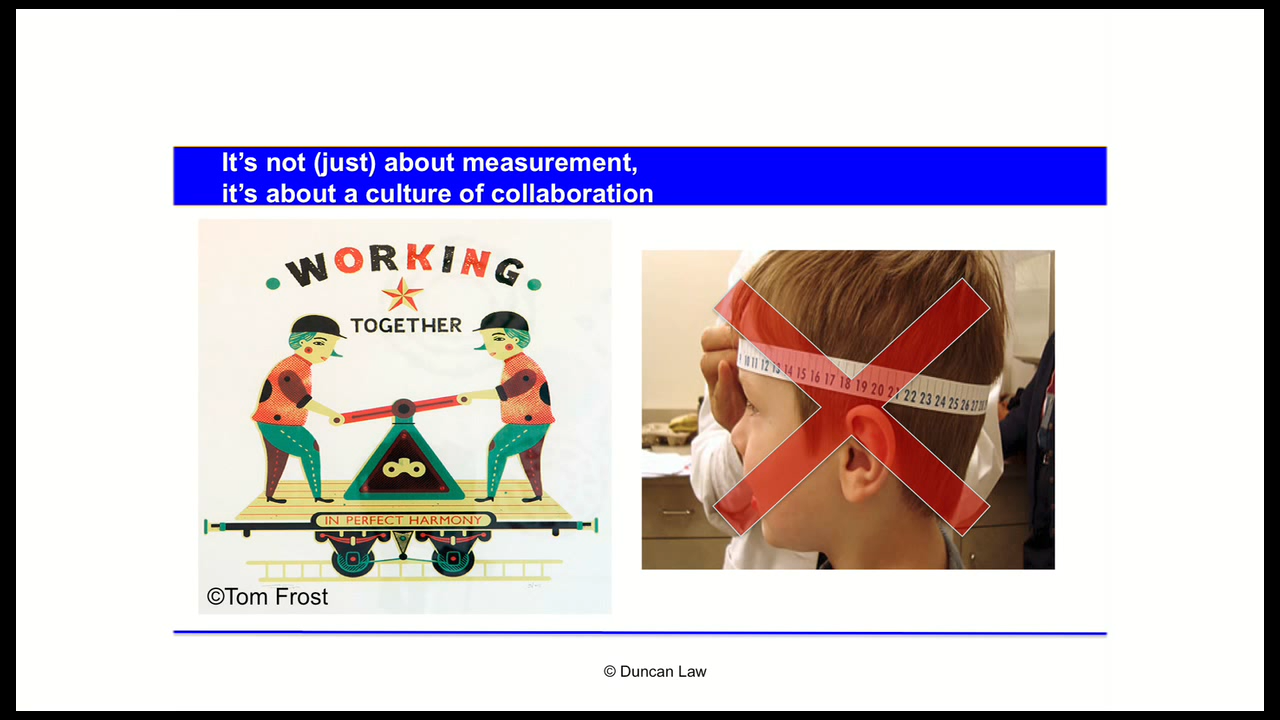 It’s not (just) about measurement,
it’s about a culture of collaboration
WORKING
TOGETHER
IN PERFECT HARMONY
©Tom Frost
10 11 12 13 14 15 16 17 18 19 20 21 22 23 24 25 26 27
© Duncan Law